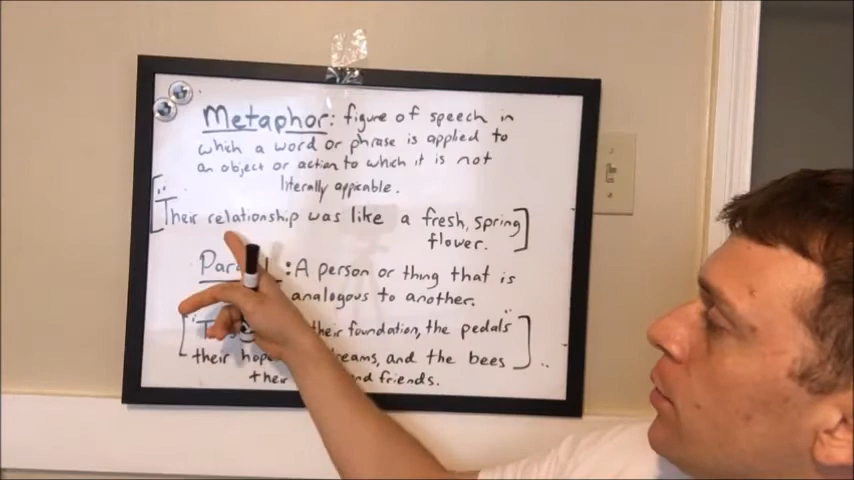 Metaphor: figure of speech in
which a word or phrase is applied to
an object or action to which it is not
literally appicable.
["Their relationship was like a fresh, spring
flower.]
: A person or thing that is
analogous to another.
[" their foundation, the pedals"]
their dreams, and the bees ..
their and friends.